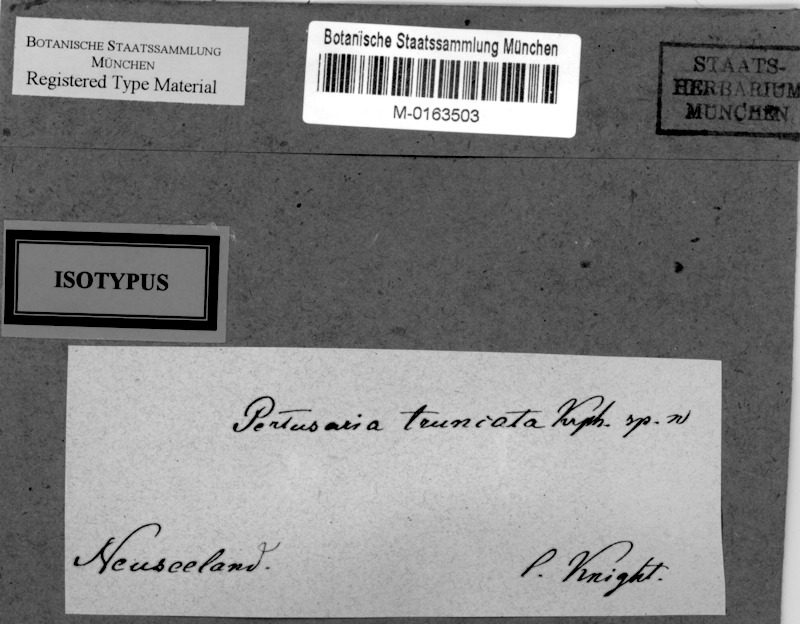 BOTANISCHE STAATSSAMMLUNG
MÜNCHEN
Registered Type Material
Botanische Staatssammlung München
M-0163503
STAATS-
HERBARIUM
MÜNCHEN
ISOTYPUS
Pertusaria truncata Krph. sp. n
Neuseeland.
C. Knight.